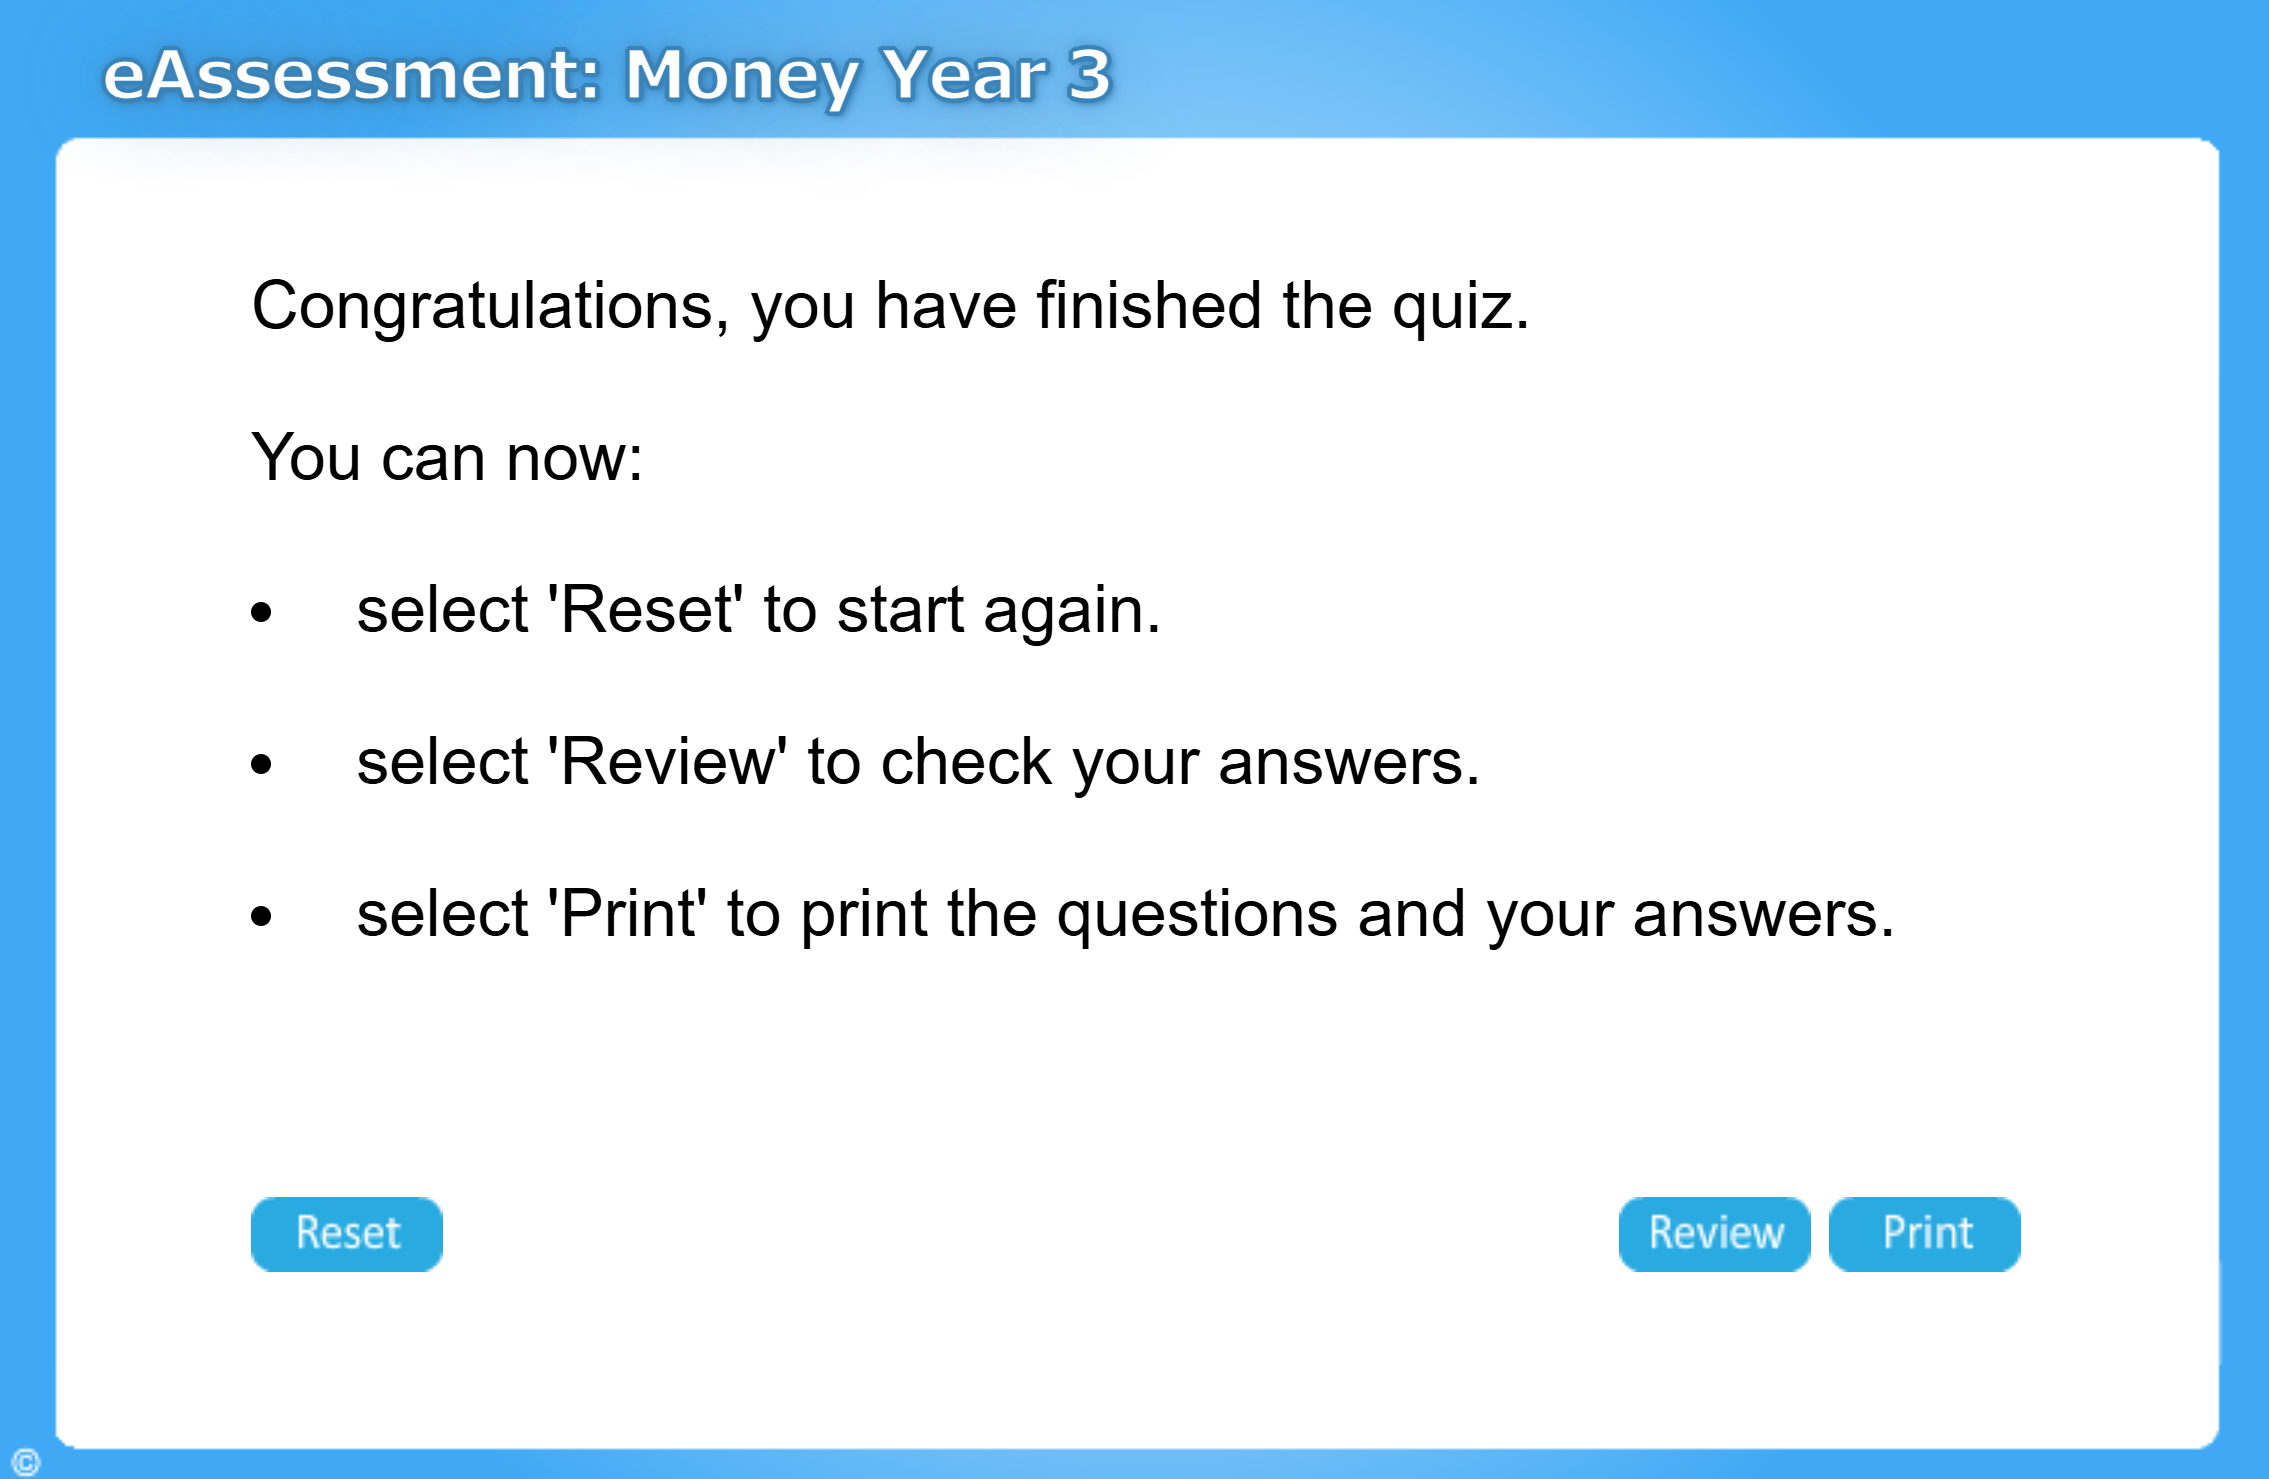 eAssessment: Money Year 3
Congratulations, you have finished the quiz.
You can now:
• select 'Reset' to start again.
• select 'Review' to check your answers.
• select 'Print' to print the questions and your answers.
Reset
Review
Print
©